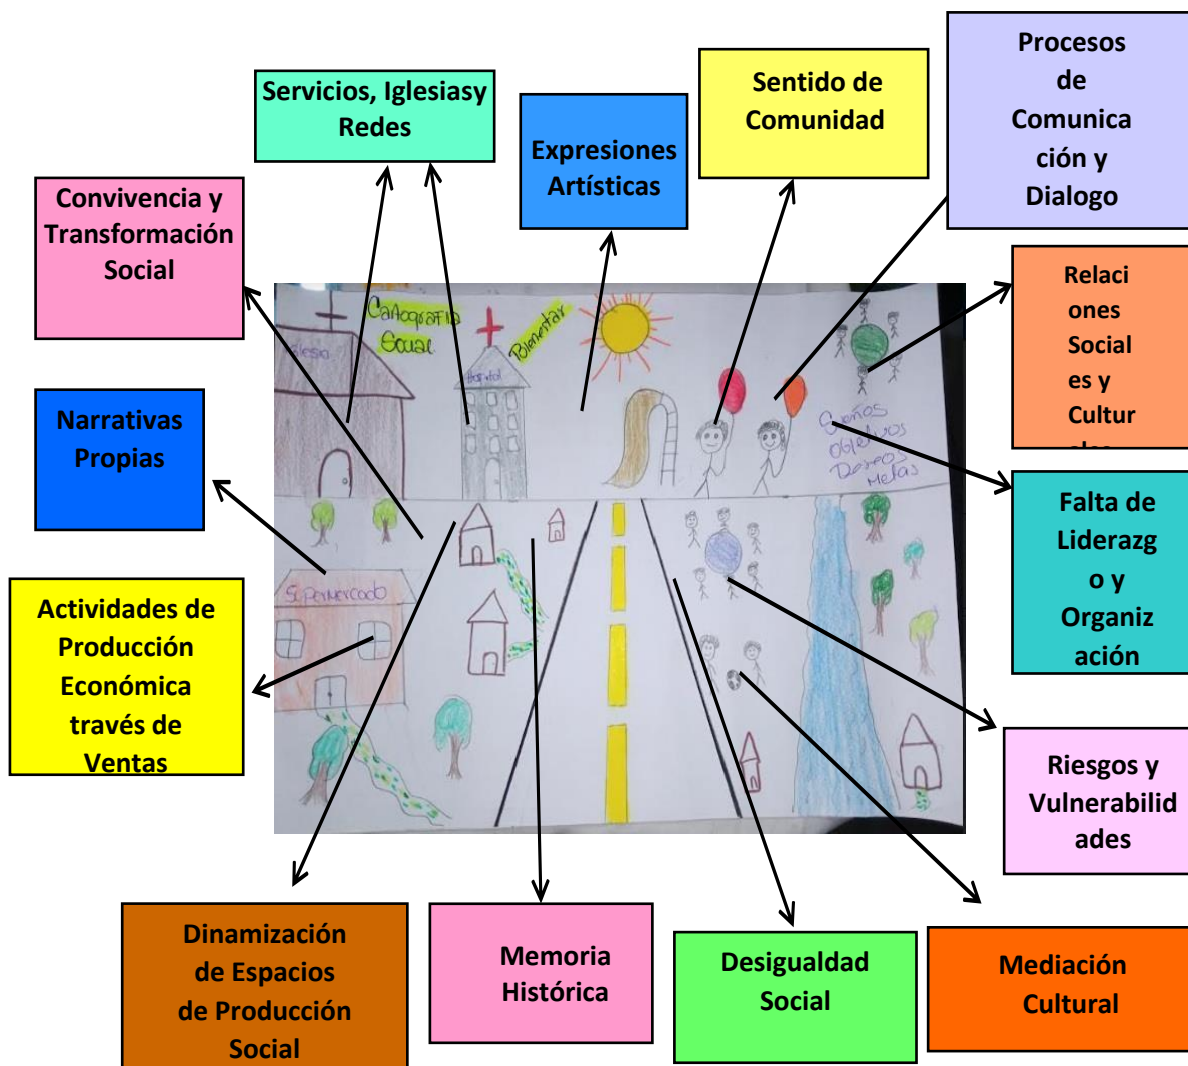 Procesos
de
Comunica
ción y
Dialogo
Sentido de
Comunidad
Servicios, Iglesiasy
Redes
Expresiones
Artísticas
Convivencia y
Transformación
Social
Relaci
ones
Social
es y
Cultur
Narrativas
Propias
Falta de
Liderazg
o y
Organiz
ación
Actividades de
Producción
Económica
través de
Ventas
Riesgos y
Vulnerabilid
ades
Dinamización
de Espacios
de Producción
Social
Memoria
Histórica
Desigualdad
Social
Mediación
Cultural
Cartografia
Social
Bienestar
Iglesia
Hospital
Sueños
Objetivos
Deseos
Metas
Supermercado